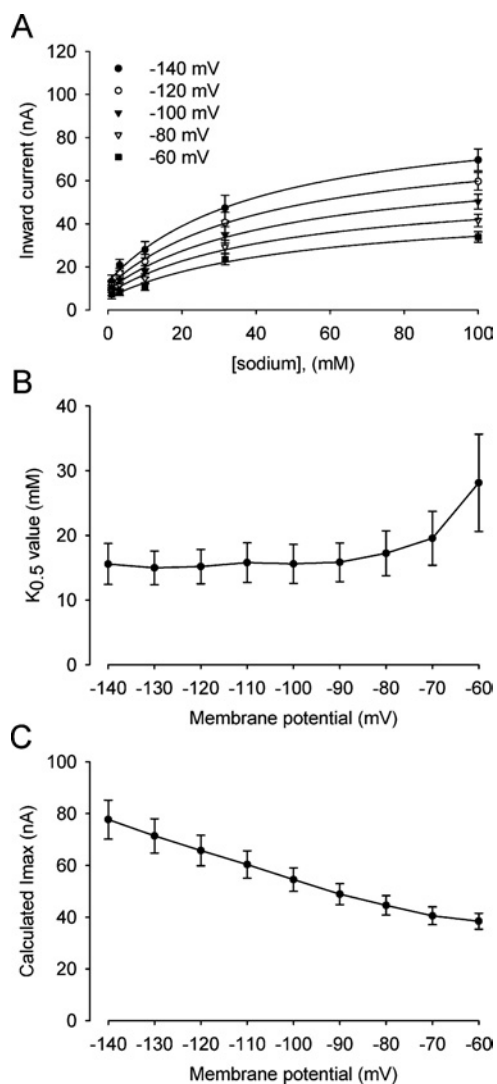 A
Inward current (nA)
120
100
80
60
40
20
0
-140 mV
-120 mV
-100 mV
-80 mV
-60 mV
0 20 40 60 80 100
[sodium], (mM)
B
K0.5 value (mM)
40
30
20
10
0
-140 -130 -120 -110 -100 -90 -80 -70 -60
Membrane potential (mV)
C
Calculated Imax (nA)
100
80
60
40
20
0
-140 -130 -120 -110 -100 -90 -80 -70 -60
Membrane potential (mV)